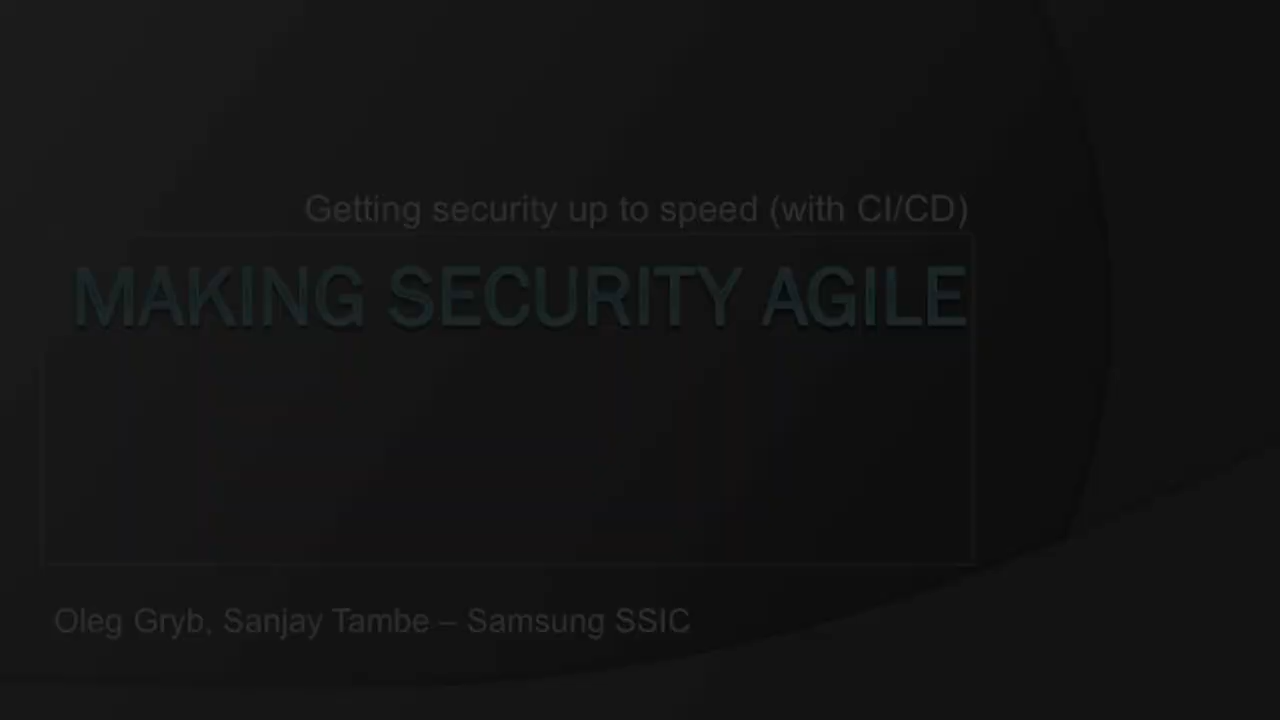 Getting security up to speed (with CI/CD)
MAKING SECURITY AGILE
Oleg Gryb, Sanjay Tambe – Samsung SSIC